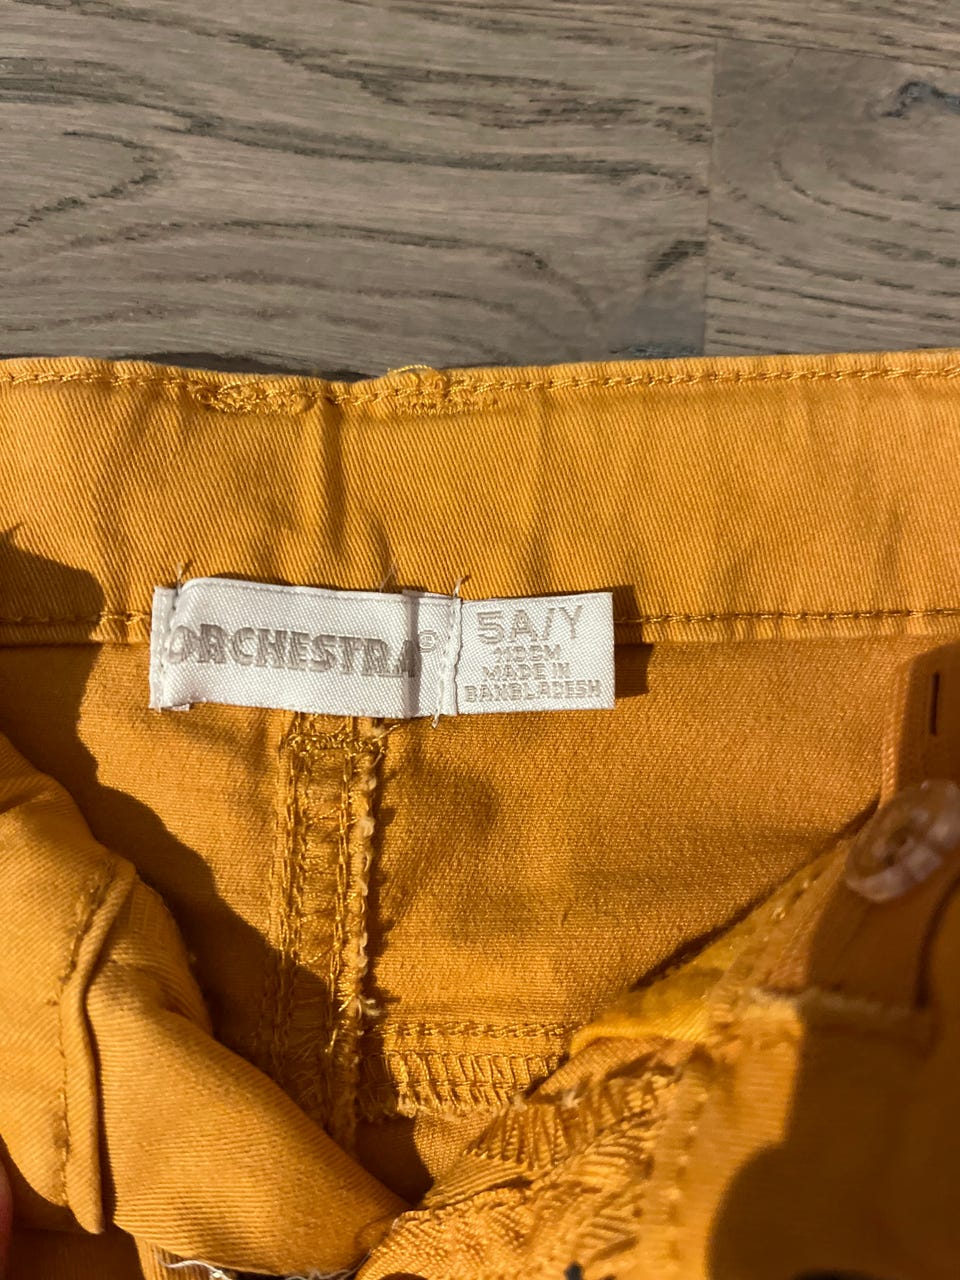 ORCHESTRA®
5A/Y
110CM
MADE IN
BANGLADESH